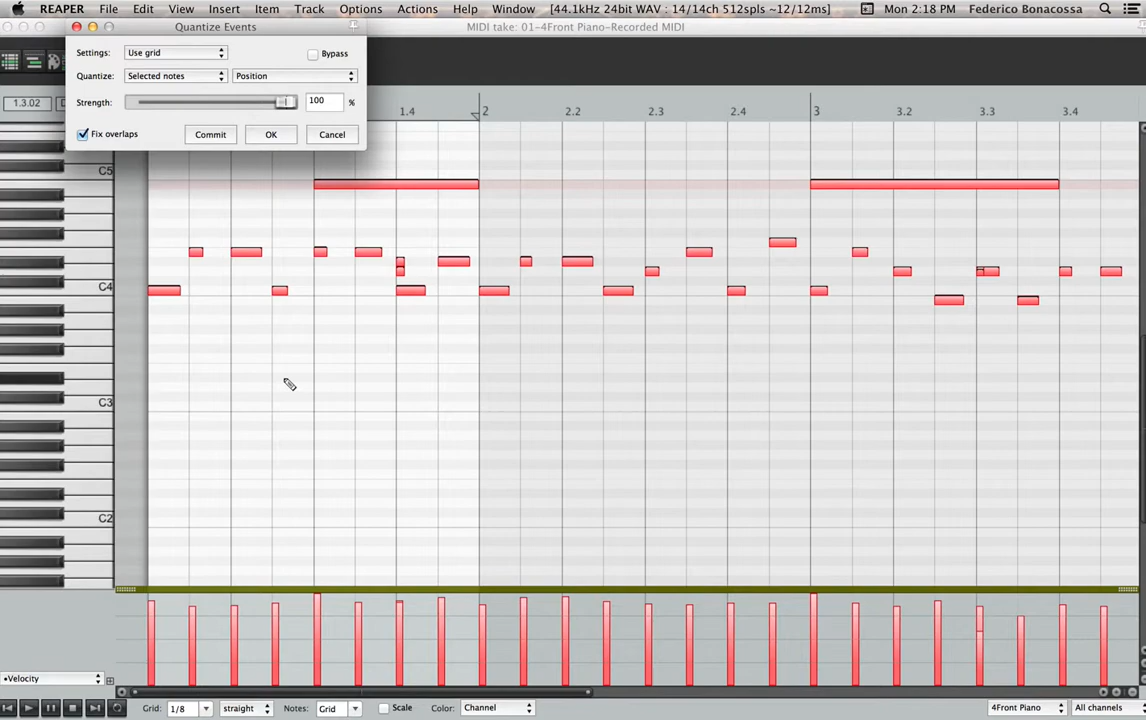 REAPER File Edit View Insert Item Track Options Actions Help Window [44.1kHz 24bit WAV : 14/14ch 512spls ~12/12ms] Mon 2:18 PM Federico Bonacossa
Quantize Events
MIDI take: 01-4Front Piano-Recorded MIDI
Settings: Use grid Bypass
Quantize: Selected notes Position
Strength: 100 %
Fix overlaps Commit OK Cancel
1.3.02
1.4 2 2.2 2.3 2.4 3 3.2 3.3 3.4
C5
C4
C3
C2
•Velocity
Grid: 1/8 straight Notes: Grid Scale Color: Channel 4Front Piano All channels